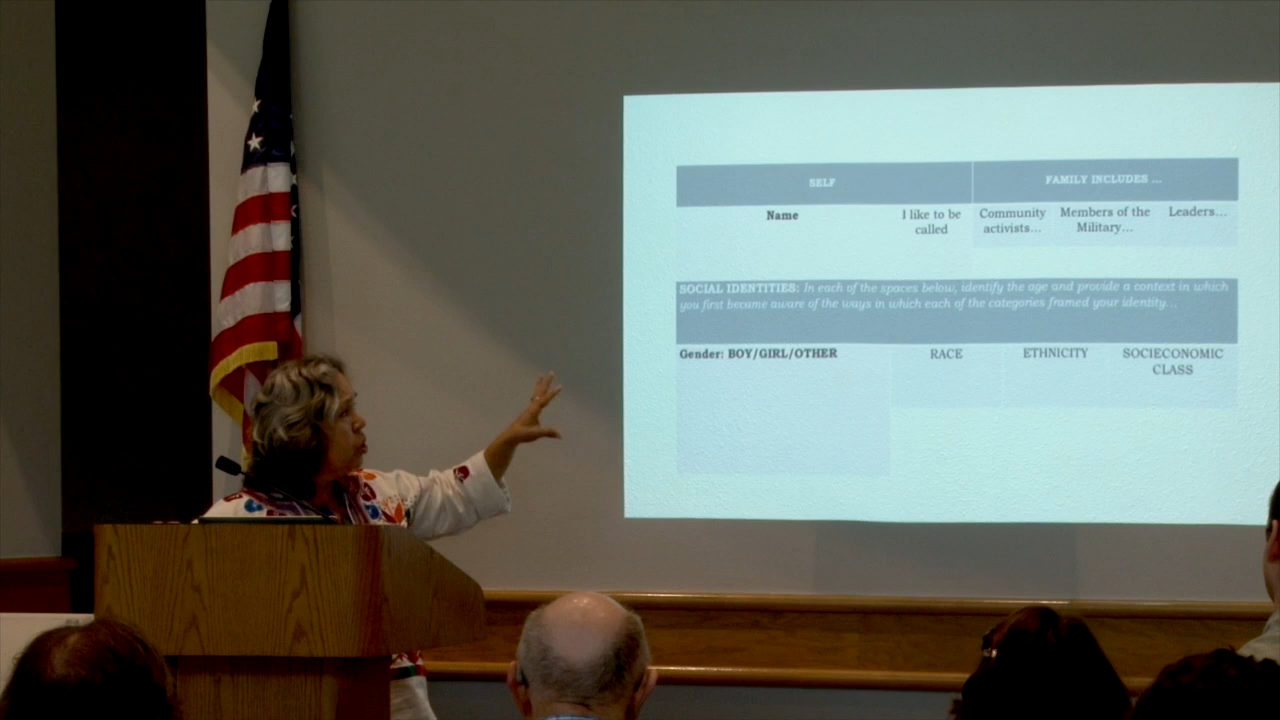 SELF
FAMILY INCLUDES ...
Name
I like to be
called
Community
activists...
Members of the
Military...
Leaders...
SOCIAL IDENTITIES: In each of the spaces below, identify the age and provide a context in which
you first became aware of the ways in which each of the categories framed your identity...
Gender: BOY/GIRL/OTHER
RACE
ETHNICITY
SOCIECONOMIC
CLASS